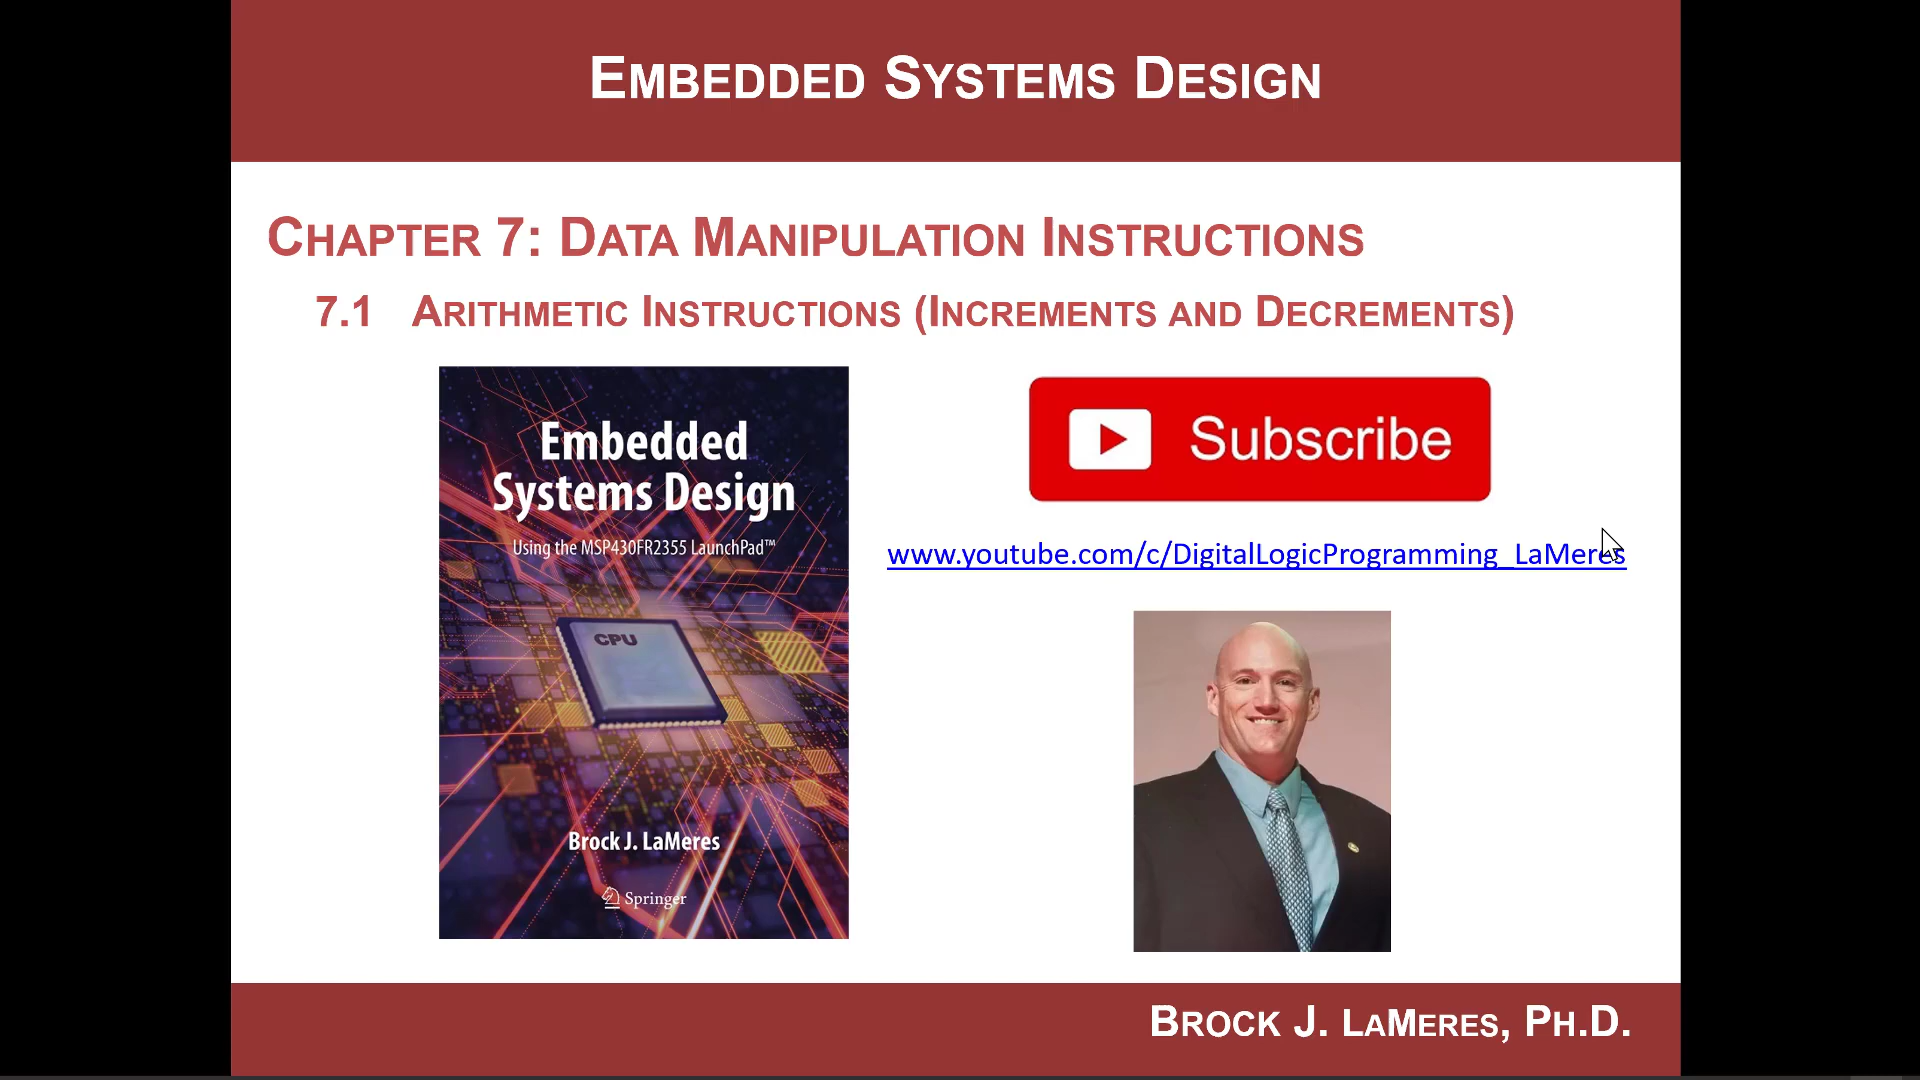 EMBEDDED SYSTEMS DESIGN
CHAPTER 7: DATA MANIPULATION INSTRUCTIONS
7.1 ARITHMETIC INSTRUCTIONS (INCREMENTS AND DECREMENTS)
Embedded
Systems Design
Using the MSP430FR2355 LaunchPad™
CPU
Brock J. LaMeres
Springer
Subscribe
www.youtube.com/c/DigitalLogicProgramming_LaMeres
BROCK J. LAMERES, PH.D.